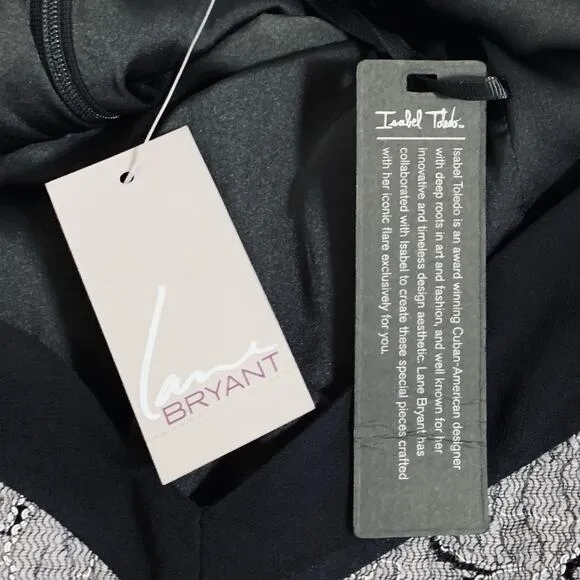 lane
BRYANT
Isabel Toledo™
Isabel Toledo is an award winning Cuban-American designer
with deep roots in art and fashion, and well known for her
innovative and timeless design aesthetic. Lane Bryant has
collaborated with Isabel to create these special pieces crafted
with her iconic flare exclusively for you.